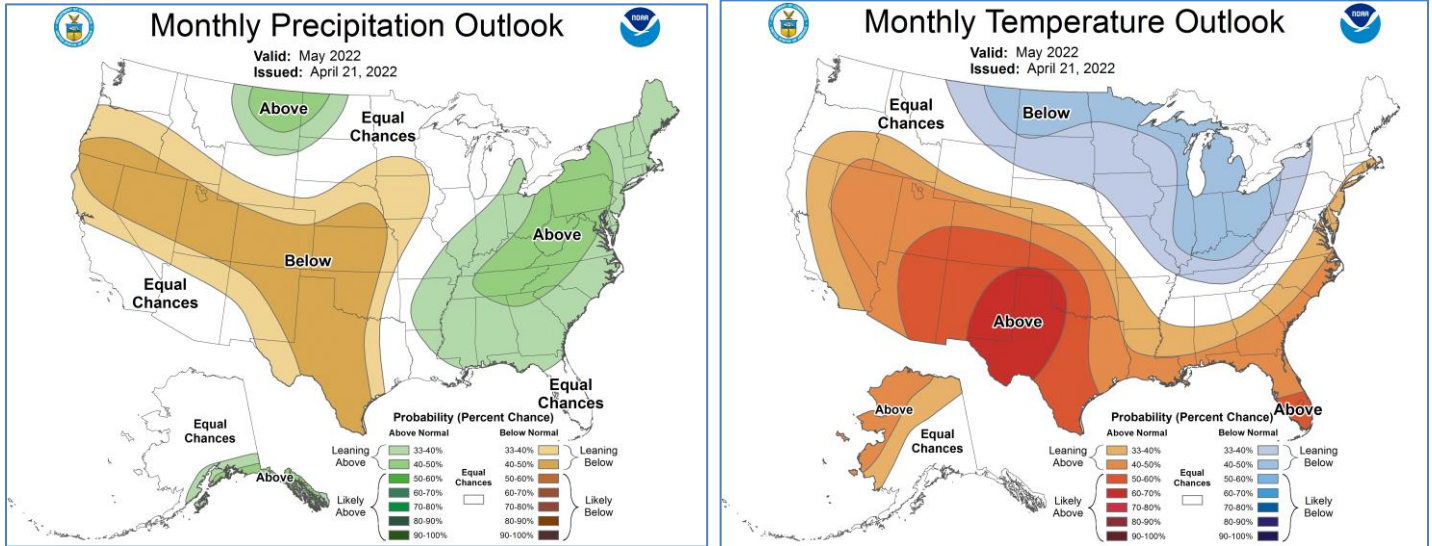 Monthly Precipitation Outlook
NOAA
Valid: May 2022
Issued: April 21, 2022
Above
Equal
Chances
Below
Above
Equal
Chances
Equal
Chances
Equal
Chances
Above
Probability (Percent Chance)
Above Normal Below Normal
Leaning
Above
33-40% 33-40%
40-50% 40-50%
Leaning
Below
Equal
Chances
50-60% 50-60%
60-70% 60-70%
Likely
Above
70-80% 70-80%
Likely
Below
80-90% 80-90%
90-100% 90-100%
Monthly Temperature Outlook
NOAA
Valid: May 2022
Issued: April 21, 2022
Equal
Chances
Below
Above
Above
Equal
Chances
Above
Probability (Percent Chance)
Above Normal Below Normal
Leaning
Above
33-40% 33-40%
40-50% 40-50%
Leaning
Below
Equal
Chances
50-60% 50-60%
60-70% 60-70%
Likely
Above
70-80% 70-80%
Likely
Below
80-90% 80-90%
90-100% 90-100%